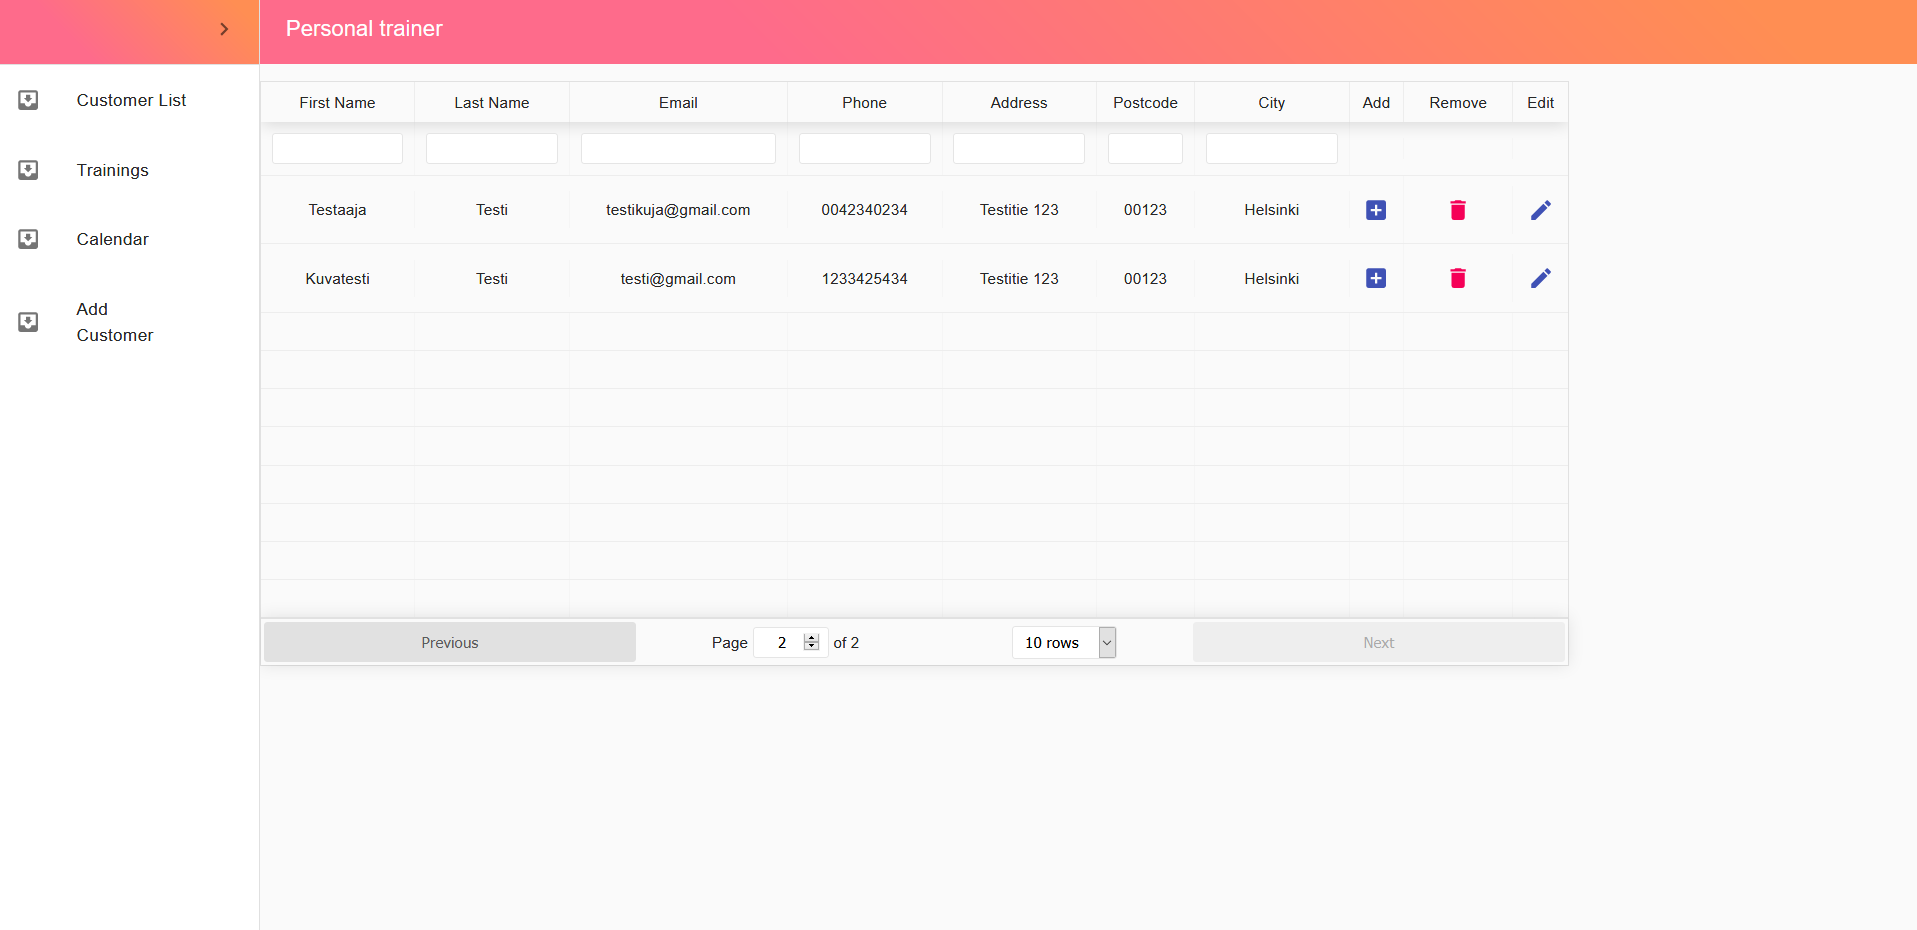 Personal trainer
Customer List
Trainings
Calendar
Add
Customer
First Name Last Name Email Phone Address Postcode City Add Remove Edit
Testaaja Testi testikuja@gmail.com 0042340234 Testitie 123 00123 Helsinki
Kuvatesti Testi testi@gmail.com 1233425434 Testitie 123 00123 Helsinki
Previous Page 2 of 2 10 rows Next